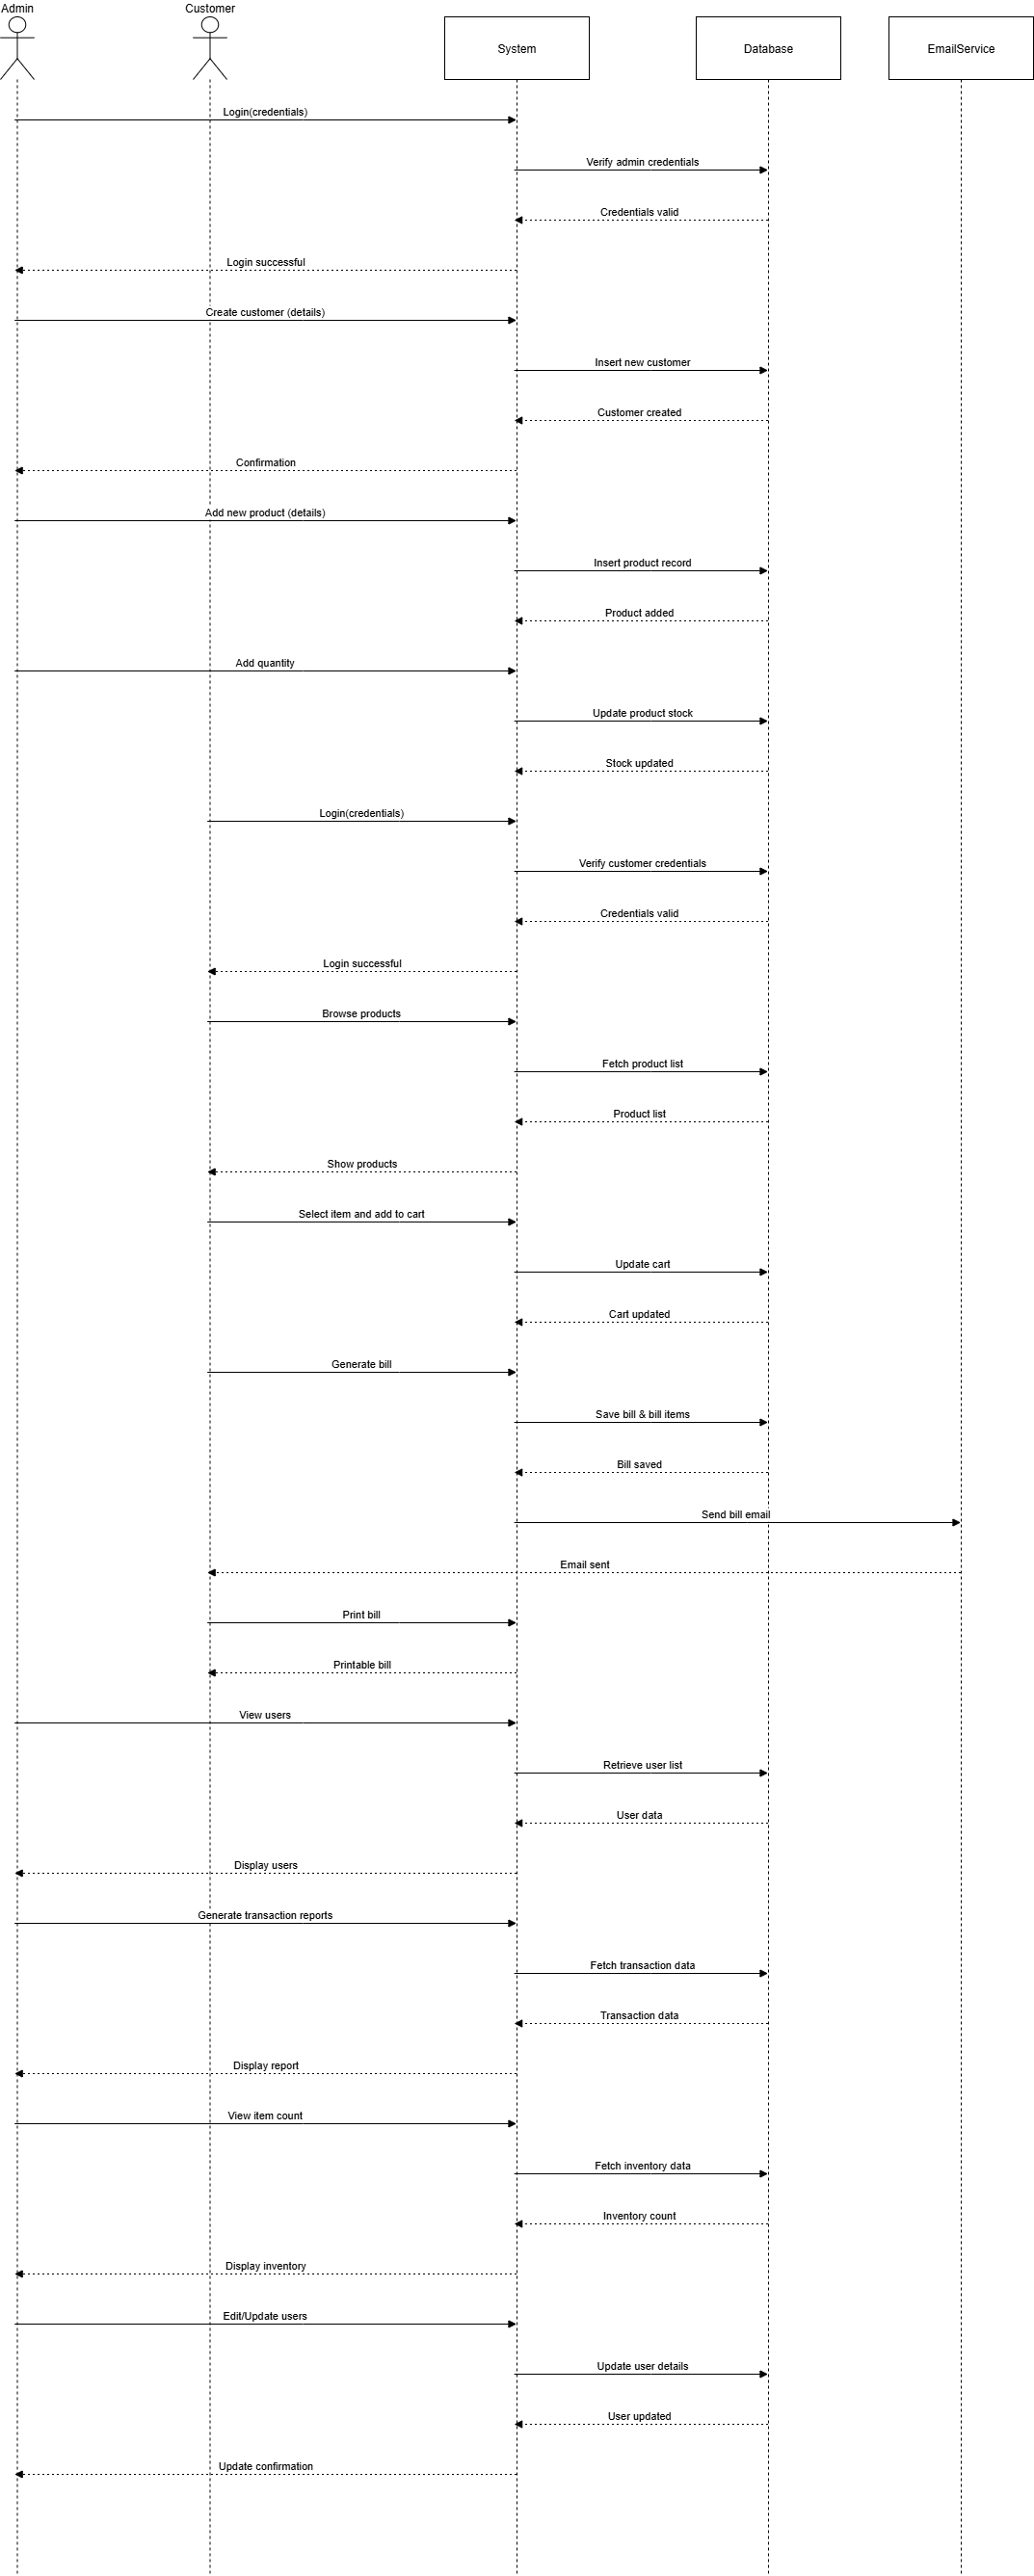 Admin
Customer
System
Database
EmailService
Login(credentials)
Verify admin credentials
Credentials valid
Login successful
Create customer (details)
Insert new customer
Customer created
Confirmation
Add new product (details)
Insert product record
Product added
Add quantity
Update product stock
Stock updated
Login(credentials)
Verify customer credentials
Credentials valid
Login successful
Browse products
Fetch product list
Product list
Show products
Select item and add to cart
Update cart
Cart updated
Generate bill
Save bill & bill items
Bill saved
Send bill email
Email sent
Print bill
Printable bill
View users
Retrieve user list
User data
Display users
Generate transaction reports
Fetch transaction data
Transaction data
Display report
View item count
Fetch inventory data
Inventory count
Display inventory
Edit/Update users
Update user details
User updated
Update confirmation